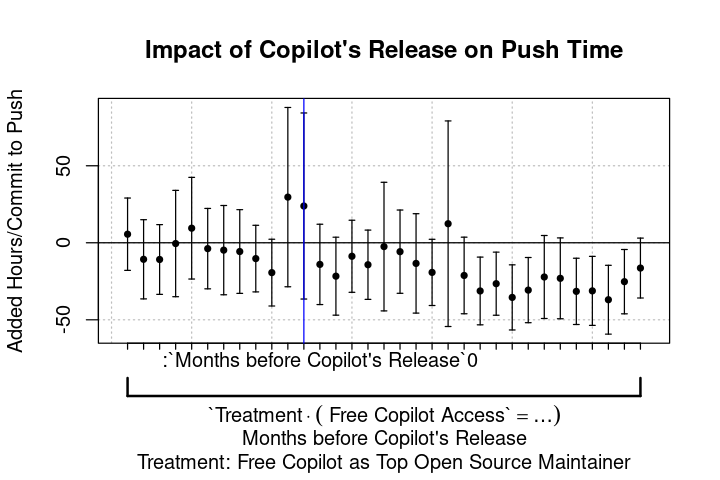 Impact of Copilot's Release on Push Time
Added Hours/Commit to Push
50
0
-50
:`Months before Copilot's Release`0
`Treatment · ( Free Copilot Access` = …)
Months before Copilot's Release
Treatment: Free Copilot as Top Open Source Maintainer